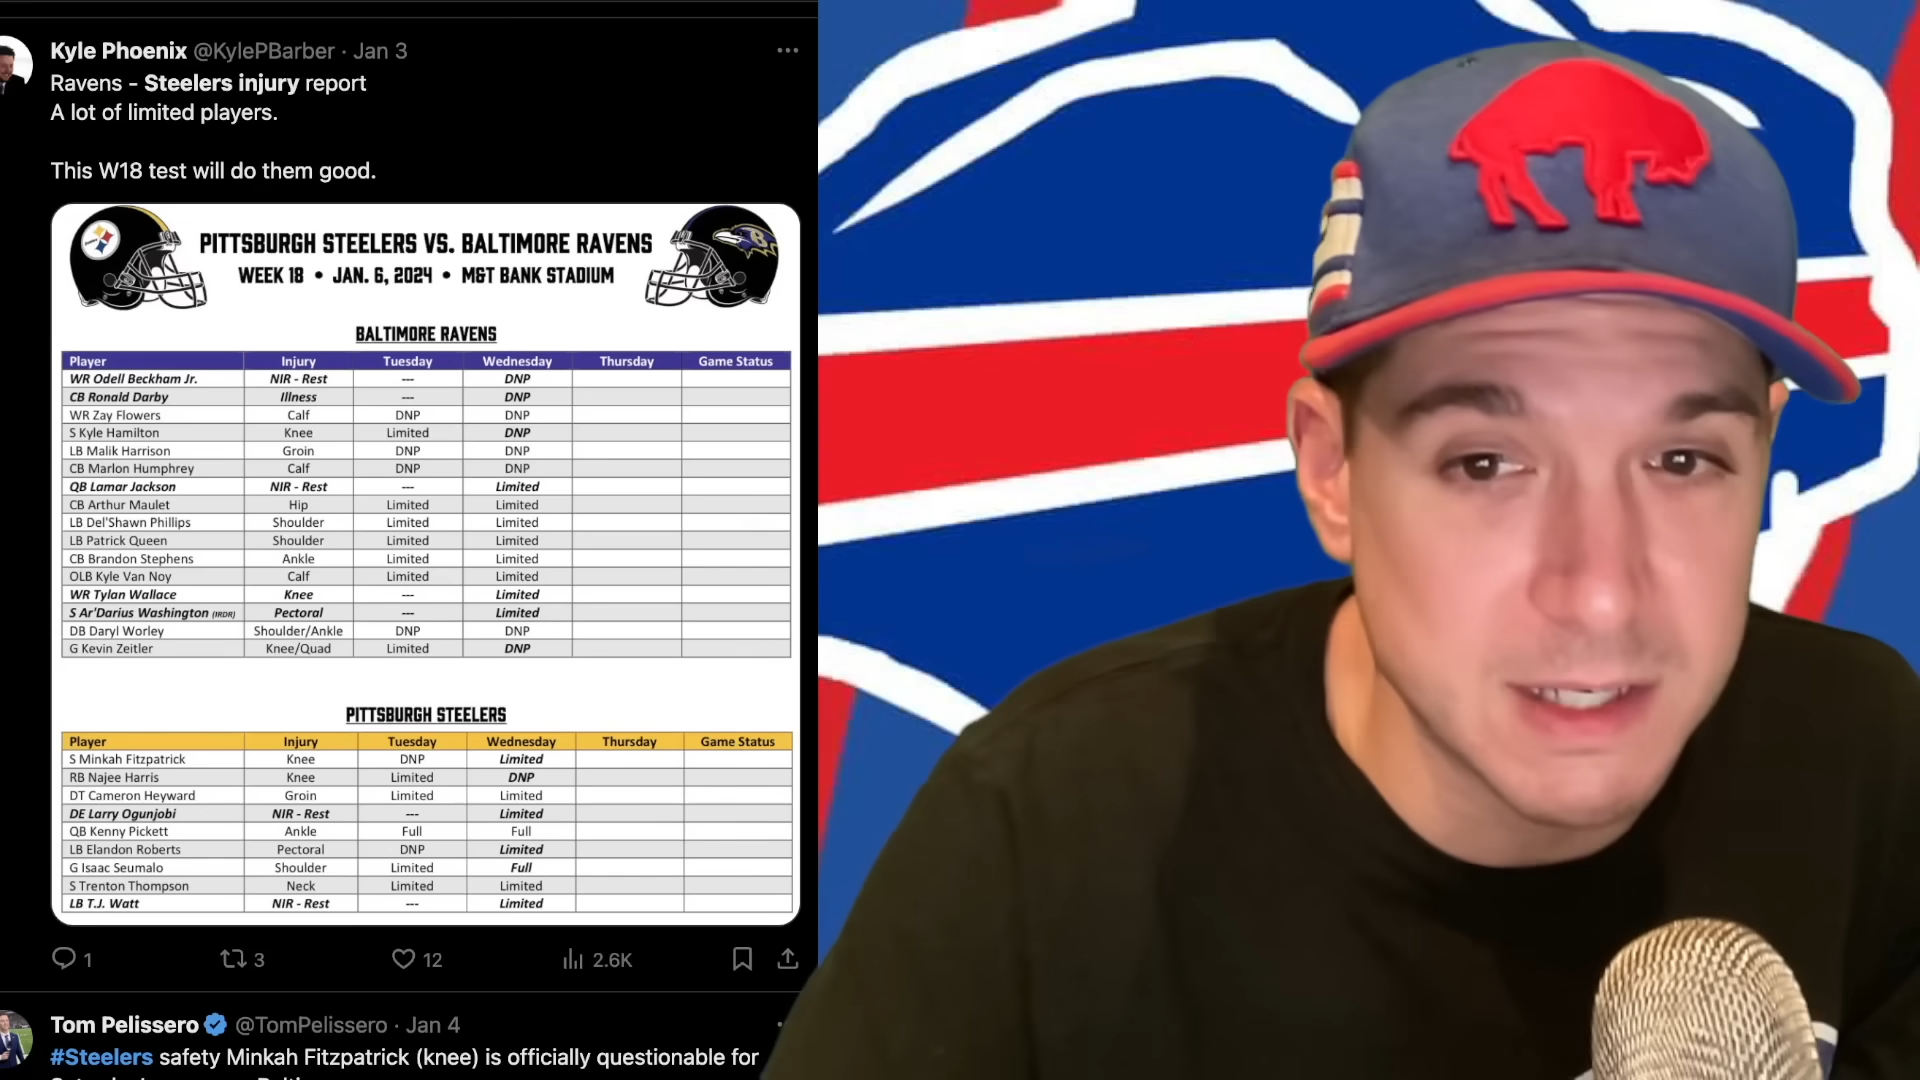 Kyle Phoenix @KylePBarber · Jan 3
Ravens - Steelers injury report
A lot of limited players.
This W18 test will do them good.
PITTSBURGH STEELERS VS. BALTIMORE RAVENS
WEEK 18 • JAN. 6, 2024 • M&T BANK STADIUM
BALTIMORE RAVENS
Player Injury Tuesday Wednesday Thursday Game Status
WR Odell Beckham Jr. NIR - Rest --- DNP
CB Ronald Darby Illness --- DNP
WR Zay Flowers Calf DNP DNP
S Kyle Hamilton Knee Limited DNP
LB Malik Harrison Groin DNP DNP
CB Marlon Humphrey Calf DNP DNP
QB Lamar Jackson NIR - Rest --- Limited
CB Arthur Maulet Hip Limited Limited
LB Del'Shawn Phillips Shoulder Limited Limited
LB Patrick Queen Shoulder Limited Limited
CB Brandon Stephens Ankle Limited Limited
OLB Kyle Van Noy Calf Limited Limited
WR Tylan Wallace Knee --- Limited
S Ar'Darius Washington (IRDR) Pectoral --- Limited
DB Daryl Worley Shoulder/Ankle DNP DNP
G Kevin Zeitler Knee/Quad Limited DNP
PITTSBURGH STEELERS
Player Injury Tuesday Wednesday Thursday Game Status
S Minkah Fitzpatrick Knee DNP Limited
RB Najee Harris Knee Limited DNP
DT Cameron Heyward Groin Limited Limited
DE Larry Ogunjobi NIR - Rest --- Limited
QB Kenny Pickett Ankle Full Full
LB Elandon Roberts Pectoral DNP Limited
G Isaac Seumalo Shoulder Limited Full
S Trenton Thompson Neck Limited Limited
LB T.J. Watt NIR - Rest --- Limited
1 3 12 2.6K
Tom Pelissero @TomPelissero · Jan 4
#Steelers safety Minkah Fitzpatrick (knee) is officially questionable for